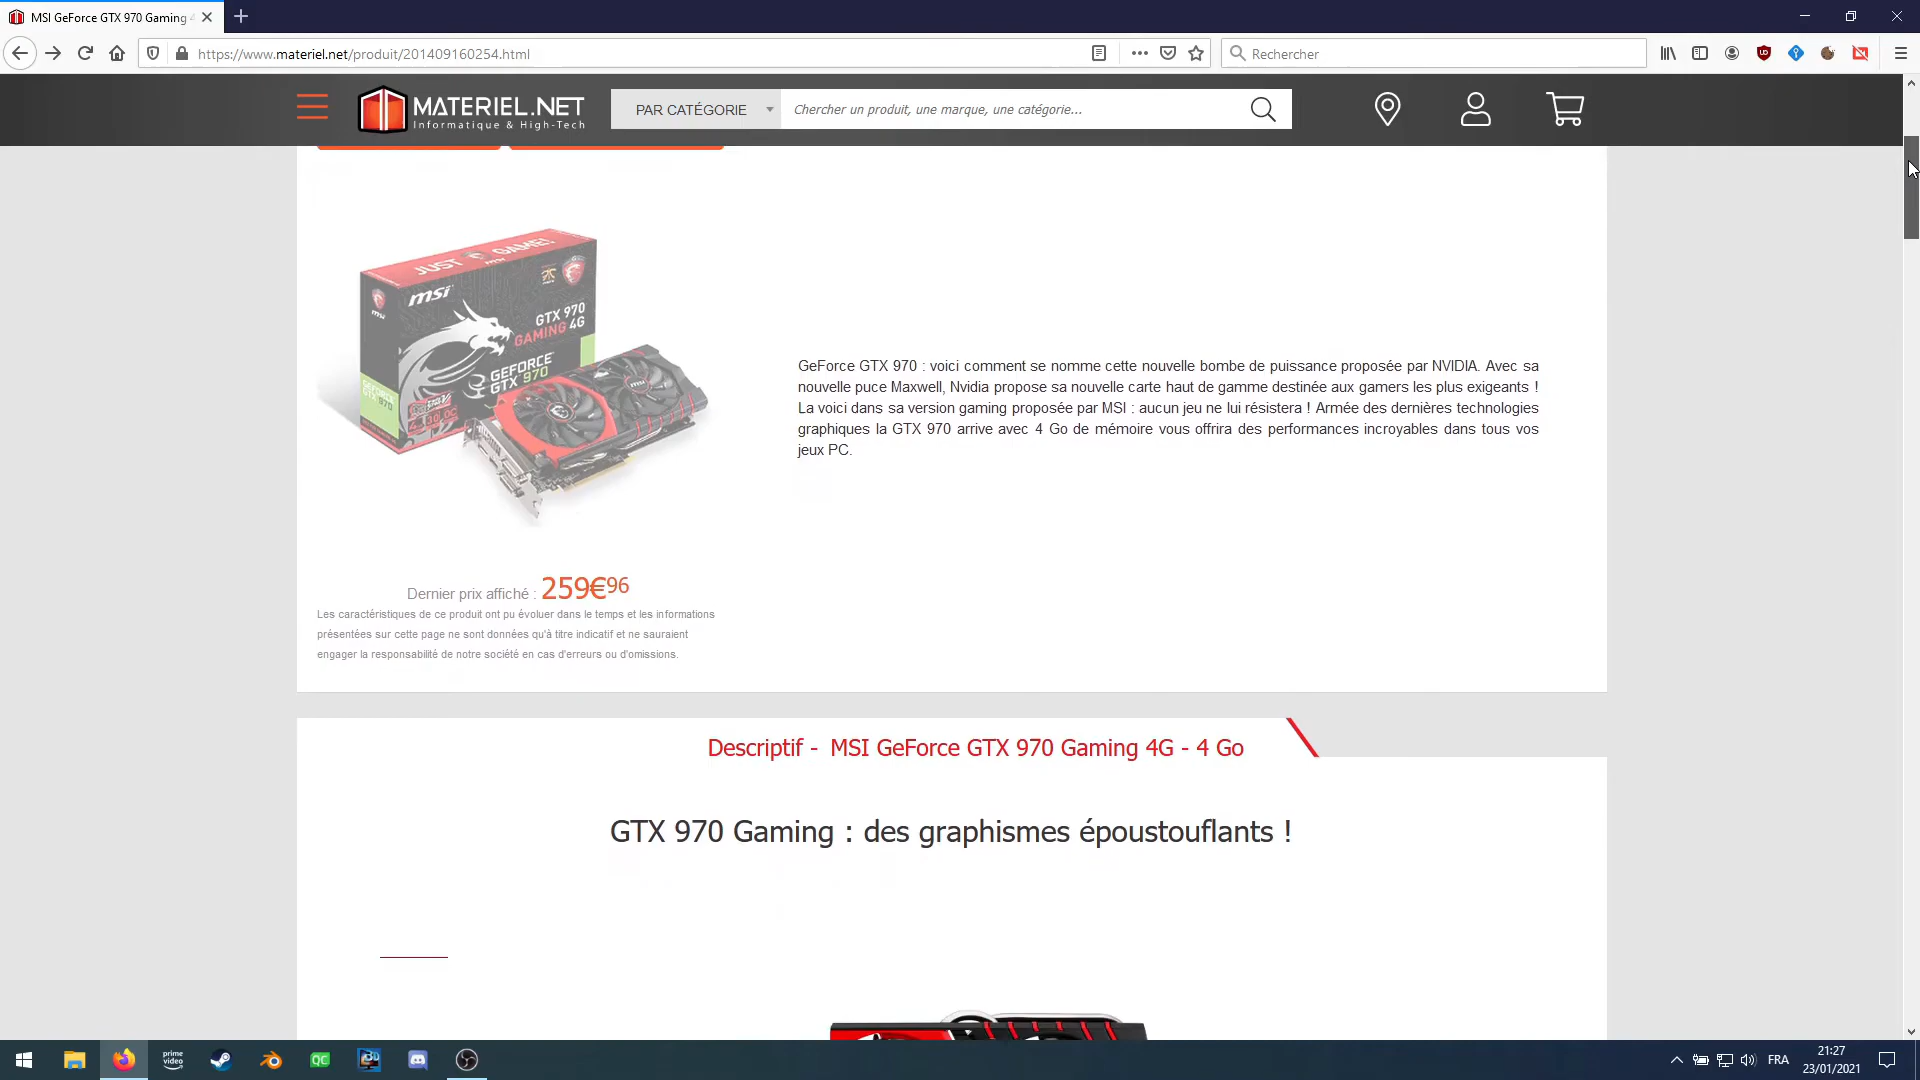 MSI GeForce GTX 970 Gaming 4
https://www.materiel.net/produit/201409160254.html
Rechercher
MATERIEL.NET
Informatique & High-Tech
PAR CATÉGORIE
Chercher un produit, une marque, une catégorie...
JUST GAME!
msi
msi
GTX 970
GAMING 4G
GEFORCE
GTX 970
GEFORCE
GTX 970
GeForce GTX 970 : voici comment se nomme cette nouvelle bombe de puissance proposée par NVIDIA. Avec sa
nouvelle puce Maxwell, Nvidia propose sa nouvelle carte haut de gamme destinée aux gamers les plus exigeants !
La voici dans sa version gaming proposée par MSI : aucun jeu ne lui résistera ! Armée des dernières technologies
graphiques la GTX 970 arrive avec 4 Go de mémoire vous offrira des performances incroyables dans tous vos
jeux PC.
Dernier prix affiché : 259€96
Les caractéristiques de ce produit ont pu évoluer dans le temps et les informations
présentées sur cette page ne sont données qu'à titre indicatif et ne sauraient
engager la responsabilité de notre société en cas d'erreurs ou d'omissions.
Descriptif - MSI GeForce GTX 970 Gaming 4G - 4 Go
GTX 970 Gaming : des graphismes époustouflants !
prime
video
QC
FRA
21:27
23/01/2021